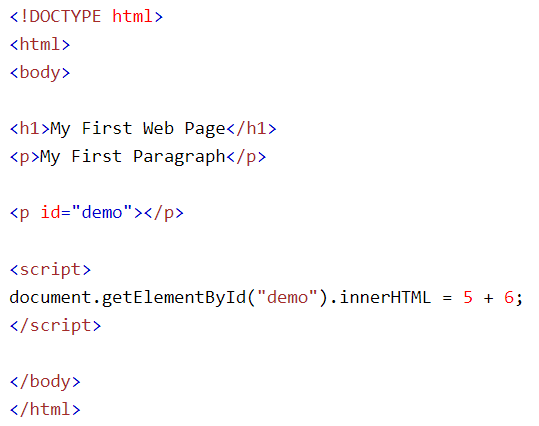 <!DOCTYPE html>
<html>
<body>
<h1>My First Web Page</h1>
<p>My First Paragraph</p>
<p id="demo"></p>
<script>
document.getElementById("demo").innerHTML = 5 + 6;
</script>
</body>
</html>